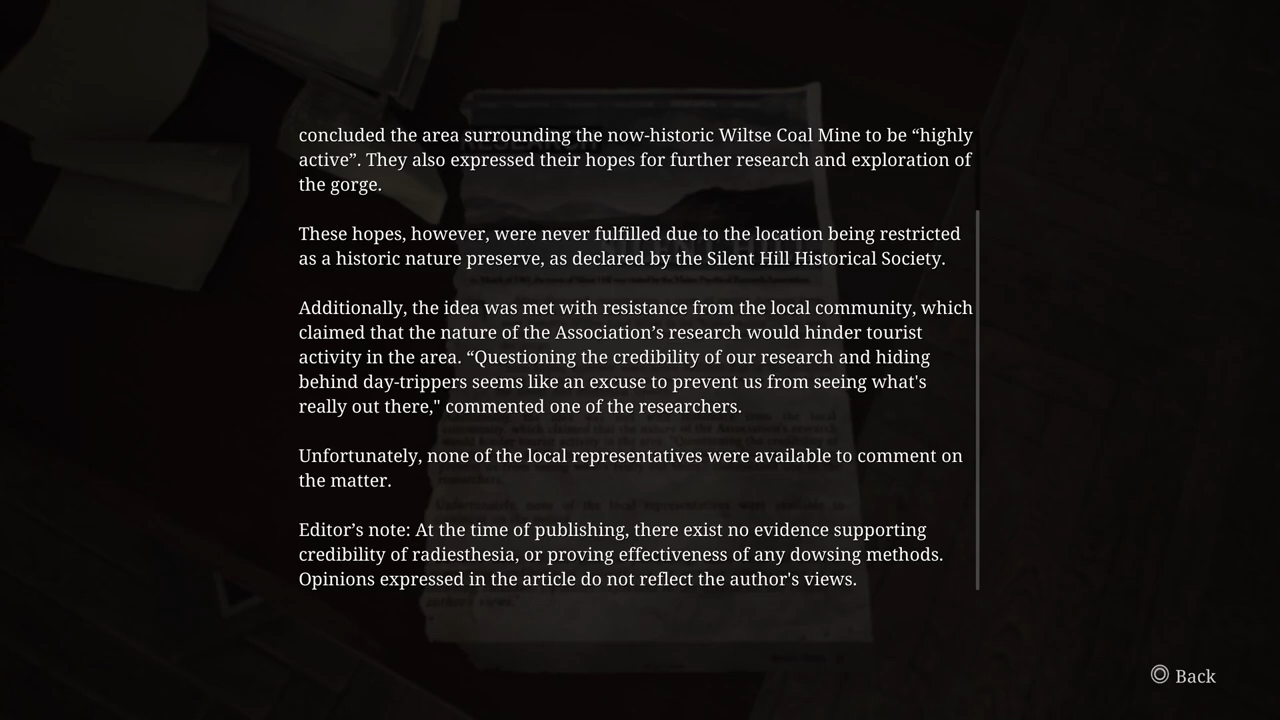 concluded the area surrounding the now-historic Wiltse Coal Mine to be “highly
active”. They also expressed their hopes for further research and exploration of
the gorge.
These hopes, however, were never fulfilled due to the location being restricted
as a historic nature preserve, as declared by the Silent Hill Historical Society.
Additionally, the idea was met with resistance from the local community, which
claimed that the nature of the Association’s research would hinder tourist
activity in the area. “Questioning the credibility of our research and hiding
behind day-trippers seems like an excuse to prevent us from seeing what's
really out there," commented one of the researchers.
Unfortunately, none of the local representatives were available to comment on
the matter.
Editor’s note: At the time of publishing, there exist no evidence supporting
credibility of radiesthesia, or proving effectiveness of any dowsing methods.
Opinions expressed in the article do not reflect the author's views.
Back